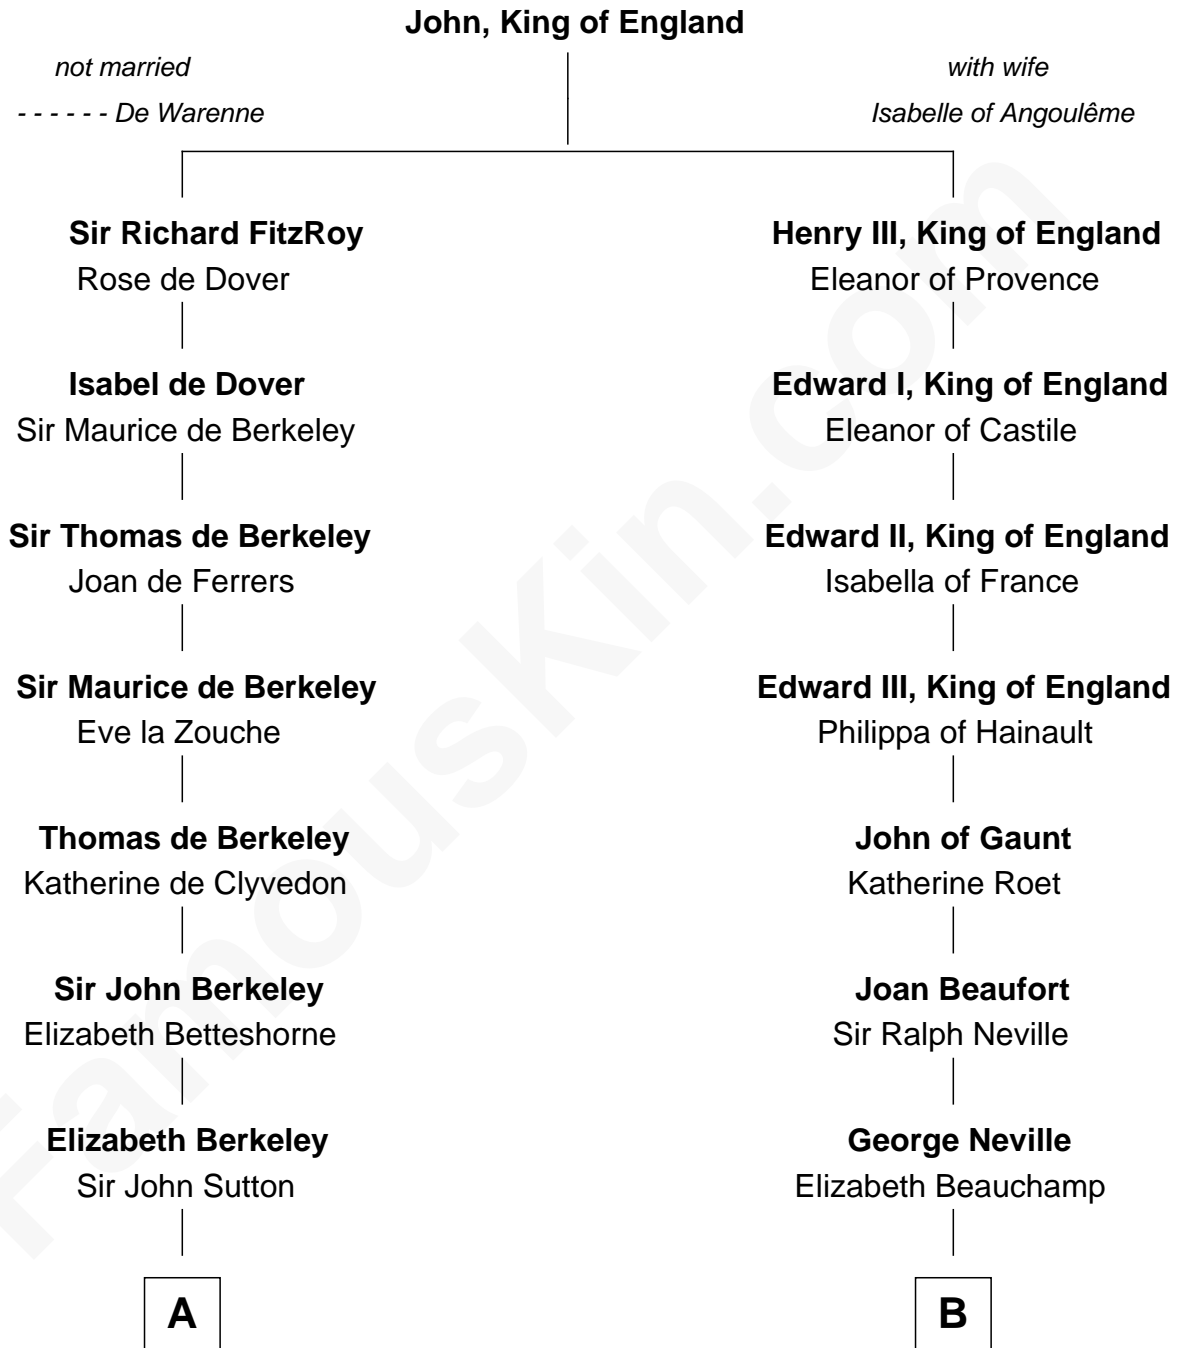 John, King of England
not married
with wife
- - - - - - De Warenne
Isabelle of Angoulême
Sir Richard FitzRoy
Henry III, King of England
Rose de Dover
Eleanor of Provence
Isabel de Dover
Edward I, King of England
Sir Maurice de Berkeley
Eleanor of Castile
Sir Thomas de Berkeley
Edward II, King of England
Joan de Ferrers
Isabella of France
Sir Maurice de Berkeley
Edward III, King of England
Eve la Zouche
Philippa of Hainault
Thomas de Berkeley
John of Gaunt
Katherine de Clyvedon
Katherine Roet
Sir John Berkeley
Joan Beaufort
Elizabeth Betteshorne
Sir Ralph Neville
Elizabeth Berkeley
George Neville
Sir John Sutton
Elizabeth Beauchamp
A
B
FamousKin.com